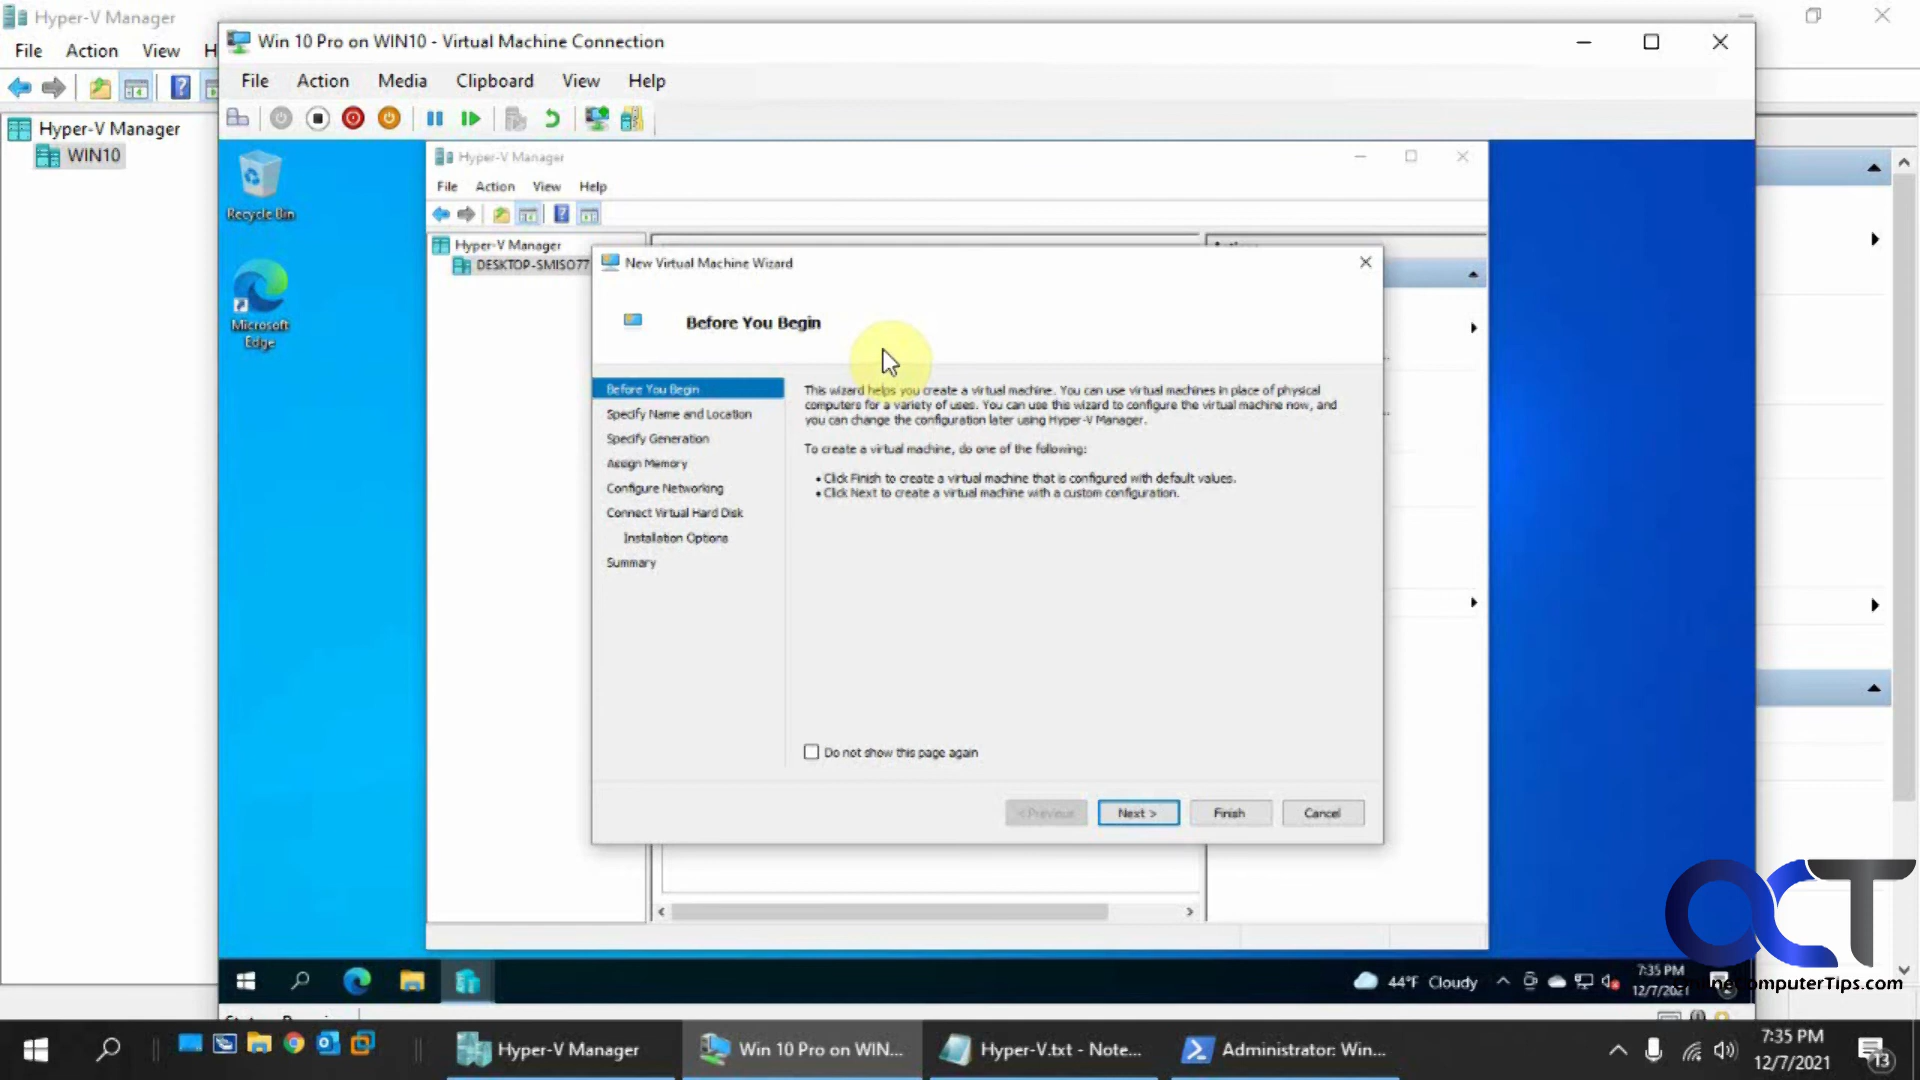 Hyper-V Manager
File Action View H
Hyper-V Manager
WIN10
Win 10 Pro on WIN10 - Virtual Machine Connection
File Action Media Clipboard View Help
Recycle Bin
Microsoft
Edge
Hyper-V Manager
File Action View Help
Hyper-V Manager
DESKTOP-SMISO77
New Virtual Machine Wizard
Before You Begin
Before You Begin
Specify Name and Location
Specify Generation
Assign Memory
Configure Networking
Connect Virtual Hard Disk
Installation Options
Summary
This wizard helps you create a virtual machine. You can use virtual machines in place of physical
computers for a variety of uses. You can use this wizard to configure the virtual machine now, and
you can change the configuration later using Hyper-V Manager.
To create a virtual machine, do one of the following:
• Click Finish to create a virtual machine that is configured with default values.
• Click Next to create a virtual machine with a custom configuration.
Do not show this page again
< Previous Next > Finish Cancel
44°F Cloudy
7:35 PM
12/7/2021
OCT
OnlineComputerTips.com
Hyper-V Manager
Win 10 Pro on WIN...
Hyper-V.txt - Note...
Administrator: Win...
7:35 PM
12/7/2021
13